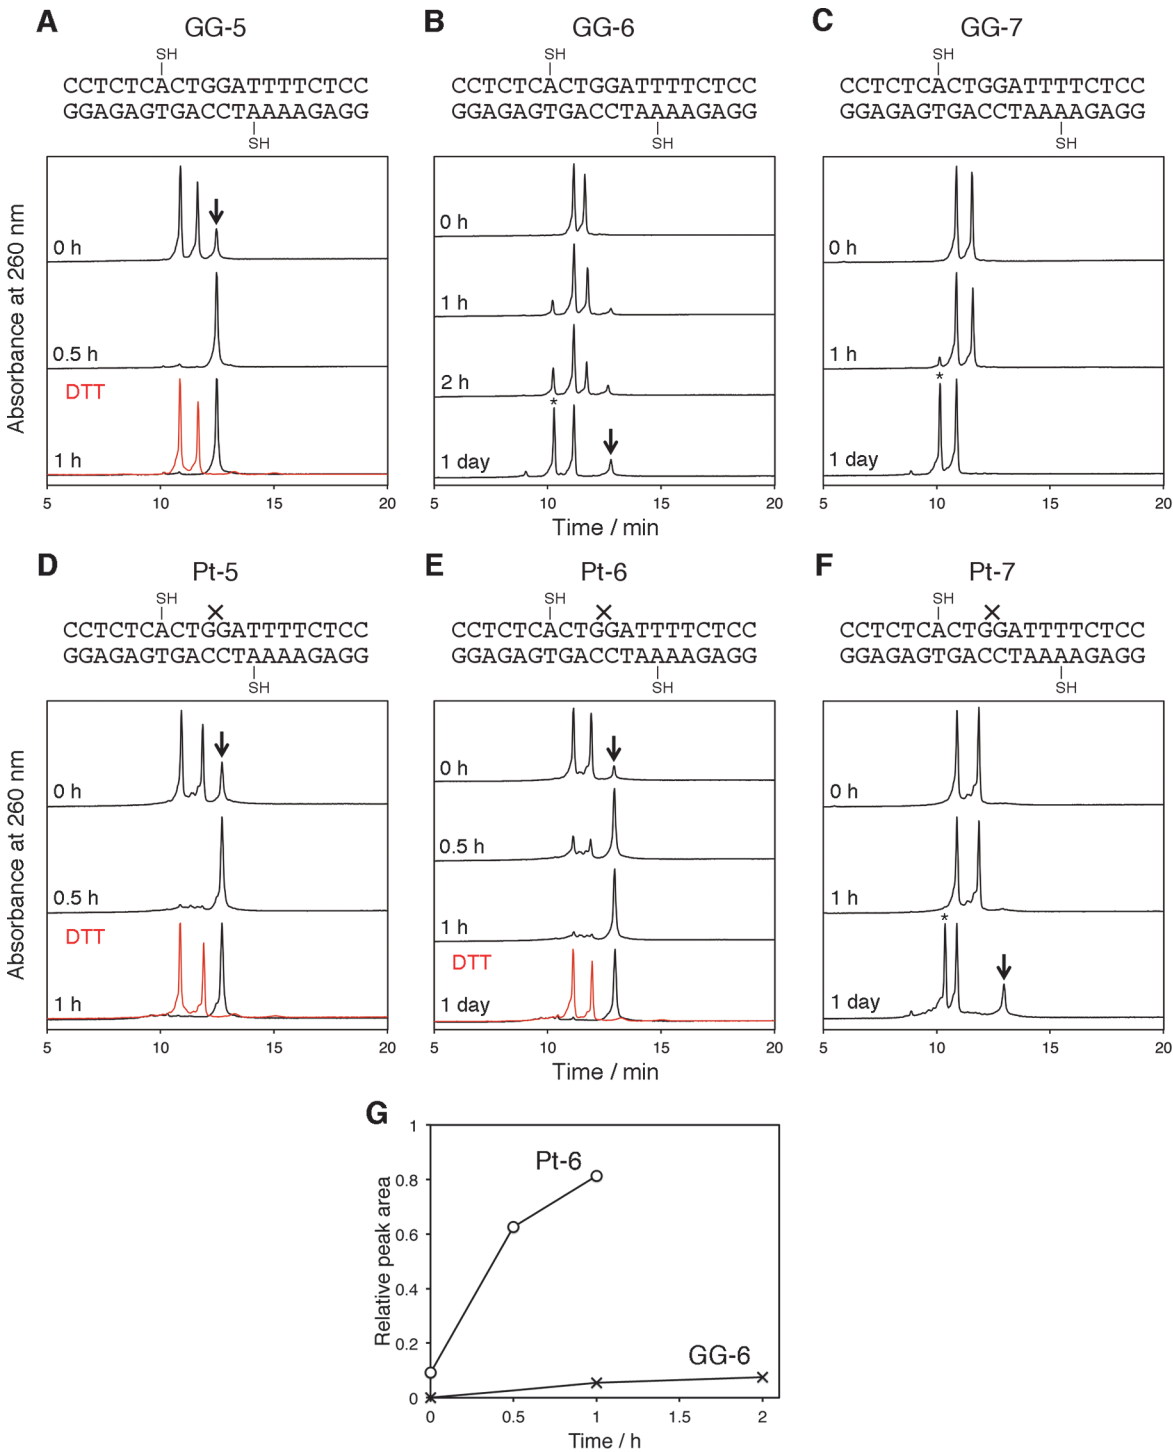 A
GG-5
SH
CCTCTCACTGGATTTTCTCC
GGAGAGTGACCTAAAAGAGG
SH
Absorbance at 260 nm
0 h
0.5 h
DTT
1 h
5 10 15 20
B
GG-6
SH
CCTCTCACTGGATTTTCTCC
GGAGAGTGACCTAAAAGAGG
SH
0 h
1 h
2 h
*
1 day
5 10 15 20
Time / min
C
GG-7
SH
CCTCTCACTGGATTTTCTCC
GGAGAGTGACCTAAAAGAGG
SH
0 h
1 h
*
1 day
5 10 15 20
D
Pt-5
SH
CCTCTCACTGGATTTTCTCC
GGAGAGTGACCTAAAAGAGG
SH
Absorbance at 260 nm
0 h
0.5 h
DTT
1 h
5 10 15 20
E
Pt-6
SH
CCTCTCACTGGATTTTCTCC
GGAGAGTGACCTAAAAGAGG
SH
0 h
0.5 h
1 h
DTT
1 day
5 10 15 20
Time / min
F
Pt-7
SH
CCTCTCACTGGATTTTCTCC
GGAGAGTGACCTAAAAGAGG
SH
0 h
1 h
*
1 day
5 10 15 20
G
Relative peak area
1
0.8
0.6
0.4
0.2
0
Pt-6
GG-6
0 0.5 1 1.5 2
Time / h